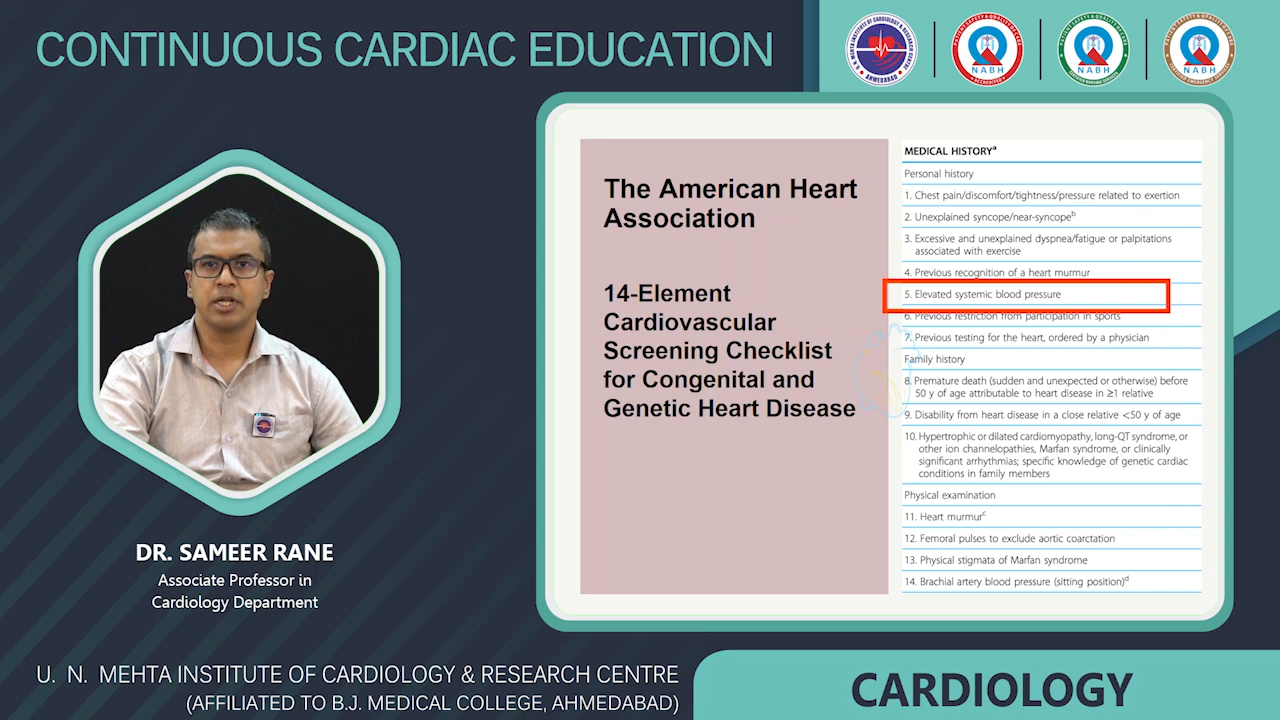 CONTINUOUS CARDIAC EDUCATION
NABH
NABH
NABH
DR. SAMEER RANE
Associate Professor in
Cardiology Department
The American Heart
Association
14-Element
Cardiovascular
Screening Checklist
for Congenital and
Genetic Heart Disease
MEDICAL HISTORYa
Personal history
1. Chest pain/discomfort/tightness/pressure related to exertion
2. Unexplained syncope/near-syncopeb
3. Excessive and unexplained dyspnea/fatigue or palpitations
associated with exercise
4. Previous recognition of a heart murmur
5. Elevated systemic blood pressure
6. Previous restriction from participation in sports
7. Previous testing for the heart, ordered by a physician
Family history
8. Premature death (sudden and unexpected or otherwise) before
50 y of age attributable to heart disease in ≥1 relative
9. Disability from heart disease in a close relative <50 y of age
10. Hypertrophic or dilated cardiomyopathy, long-QT syndrome, or
other ion channelopathies, Marfan syndrome, or clinically
significant arrhythmias; specific knowledge of genetic cardiac
conditions in family members
Physical examination
11. Heart murmurc
12. Femoral pulses to exclude aortic coarctation
13. Physical stigmata of Marfan syndrome
14. Brachial artery blood pressure (sitting position)d
U. N. MEHTA INSTITUTE OF CARDIOLOGY & RESEARCH CENTRE
(AFFILIATED TO B.J. MEDICAL COLLEGE, AHMEDABAD)
CARDIOLOGY